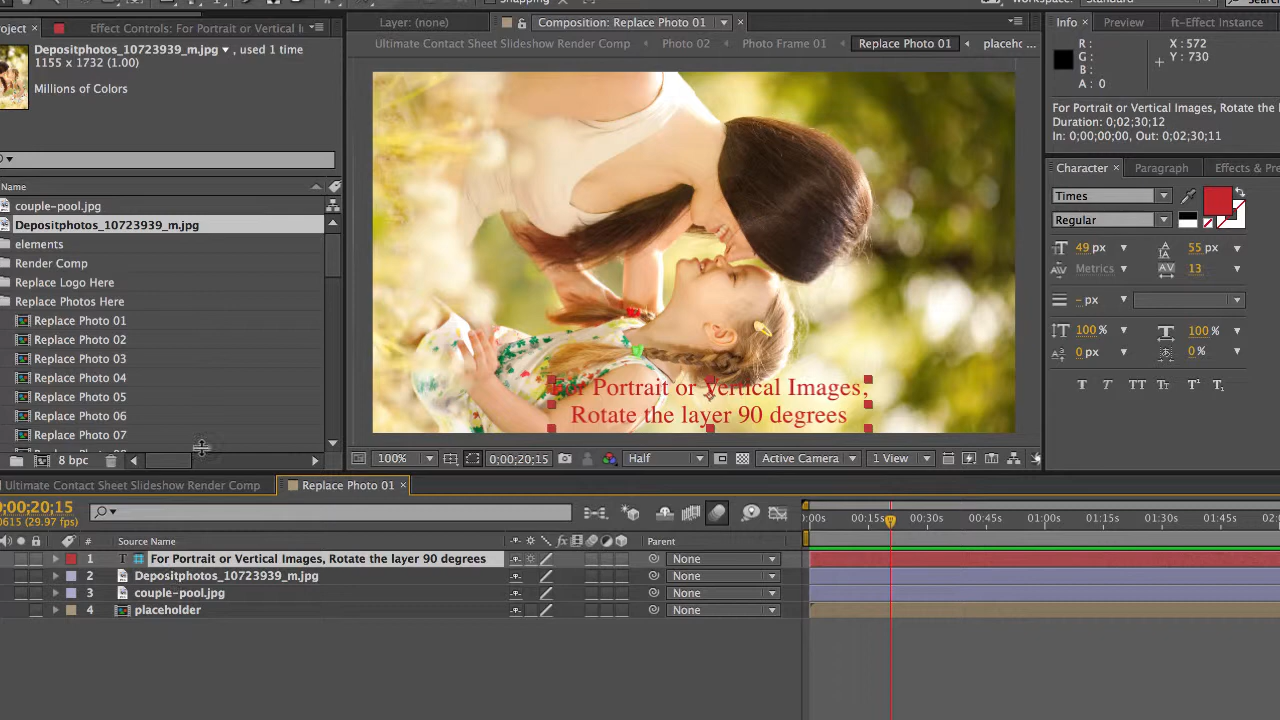 Snapping
Standard
Project
Effect Controls: For Portrait or Vertical I
Layer: (none)
Composition: Replace Photo 01
Info
Preview
ft-Effect Instance
Depositphotos_10723939_m.jpg ▾ , used 1 time
1155 x 1732 (1.00)
Millions of Colors
Ultimate Contact Sheet Slideshow Render Comp
Photo 02
Photo Frame 01
Replace Photo 01
placehc ...
R :
G :
B :
A : 0
X : 572
Y : 730
For Portrait or Vertical Images, Rotate the l
Duration: 0;02;30;12
In: 0;00;00;00, Out: 0;02;30;11
Name
couple-pool.jpg
Depositphotos_10723939_m.jpg
elements
Render Comp
Replace Logo Here
Replace Photos Here
Replace Photo 01
Replace Photo 02
Replace Photo 03
Replace Photo 04
Replace Photo 05
Replace Photo 06
Replace Photo 07
8 bpc
For Portrait or Vertical Images,
Rotate the layer 90 degrees
100%
0;00;20;15
Half
Active Camera
1 View
Character
Paragraph
Effects & Pre
Times
Regular
49 px
55 px
Metrics
13
- px
100 %
100 %
0 px
0 %
T T TT Tt T¹ T₁
Ultimate Contact Sheet Slideshow Render Comp
Replace Photo 01
0;00;20;15
0615 (29.97 fps)
:00s 00:15s 00:30s 00:45s 01:00s 01:15s 01:30s 01:45s 02:
# Source Name
Parent
1 T For Portrait or Vertical Images, Rotate the layer 90 degrees
None
2 Depositphotos_10723939_m.jpg
None
3 couple-pool.jpg
None
4 placeholder
None